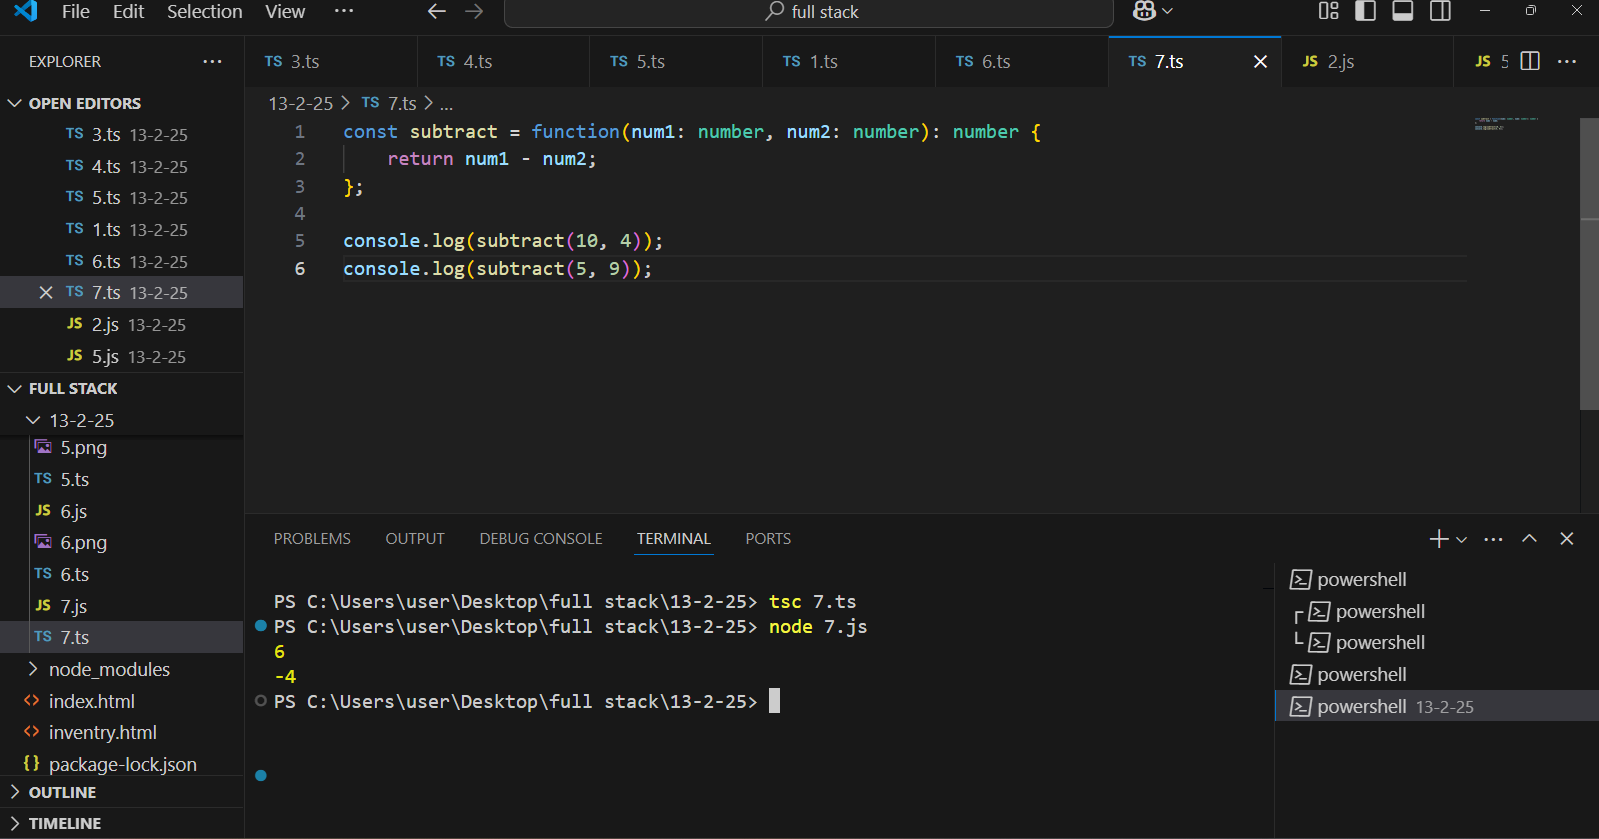 File Edit Selection View ···
full stack
EXPLORER ···
OPEN EDITORS
TS 3.ts 13-2-25
TS 4.ts 13-2-25
TS 5.ts 13-2-25
TS 1.ts 13-2-25
TS 6.ts 13-2-25
TS 7.ts 13-2-25
JS 2.js 13-2-25
JS 5.js 13-2-25
FULL STACK
13-2-25
5.png
TS 5.ts
JS 6.js
6.png
TS 6.ts
JS 7.js
TS 7.ts
node_modules
<> index.html
<> inventry.html
{} package-lock.json
OUTLINE
TIMELINE
TS 3.ts TS 4.ts TS 5.ts TS 1.ts TS 6.ts TS 7.ts JS 2.js JS 5 ···
13-2-25 > TS 7.ts > ...
1 const subtract = function(num1: number, num2: number): number {
2 return num1 - num2;
3 };
4
5 console.log(subtract(10, 4));
6 console.log(subtract(5, 9));
PROBLEMS OUTPUT DEBUG CONSOLE TERMINAL PORTS
PS C:\Users\user\Desktop\full stack\13-2-25> tsc 7.ts
PS C:\Users\user\Desktop\full stack\13-2-25> node 7.js
6
-4
PS C:\Users\user\Desktop\full stack\13-2-25>
powershell
powershell
powershell
powershell
powershell 13-2-25